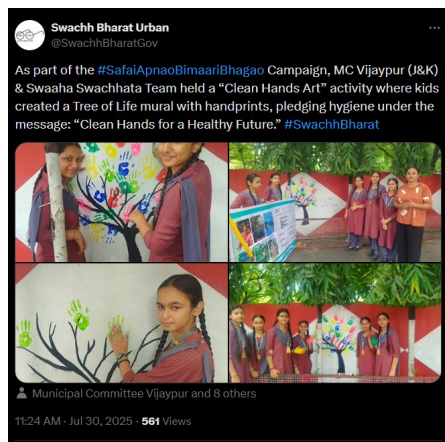 Swachh Bharat Urban
@SwachhBharatGov
As part of the #SafaiApnaoBimaariBhagao Campaign, MC Vijaypur (J&K)
& Swaaha Swachhata Team held a “Clean Hands Art” activity where kids
created a Tree of Life mural with handprints, pledging hygiene under the
message: “Clean Hands for a Healthy Future.” #SwachhBharat
Municipal Committee Vijaypur and 8 others
11:24 AM · Jul 30, 2025 · 561 Views